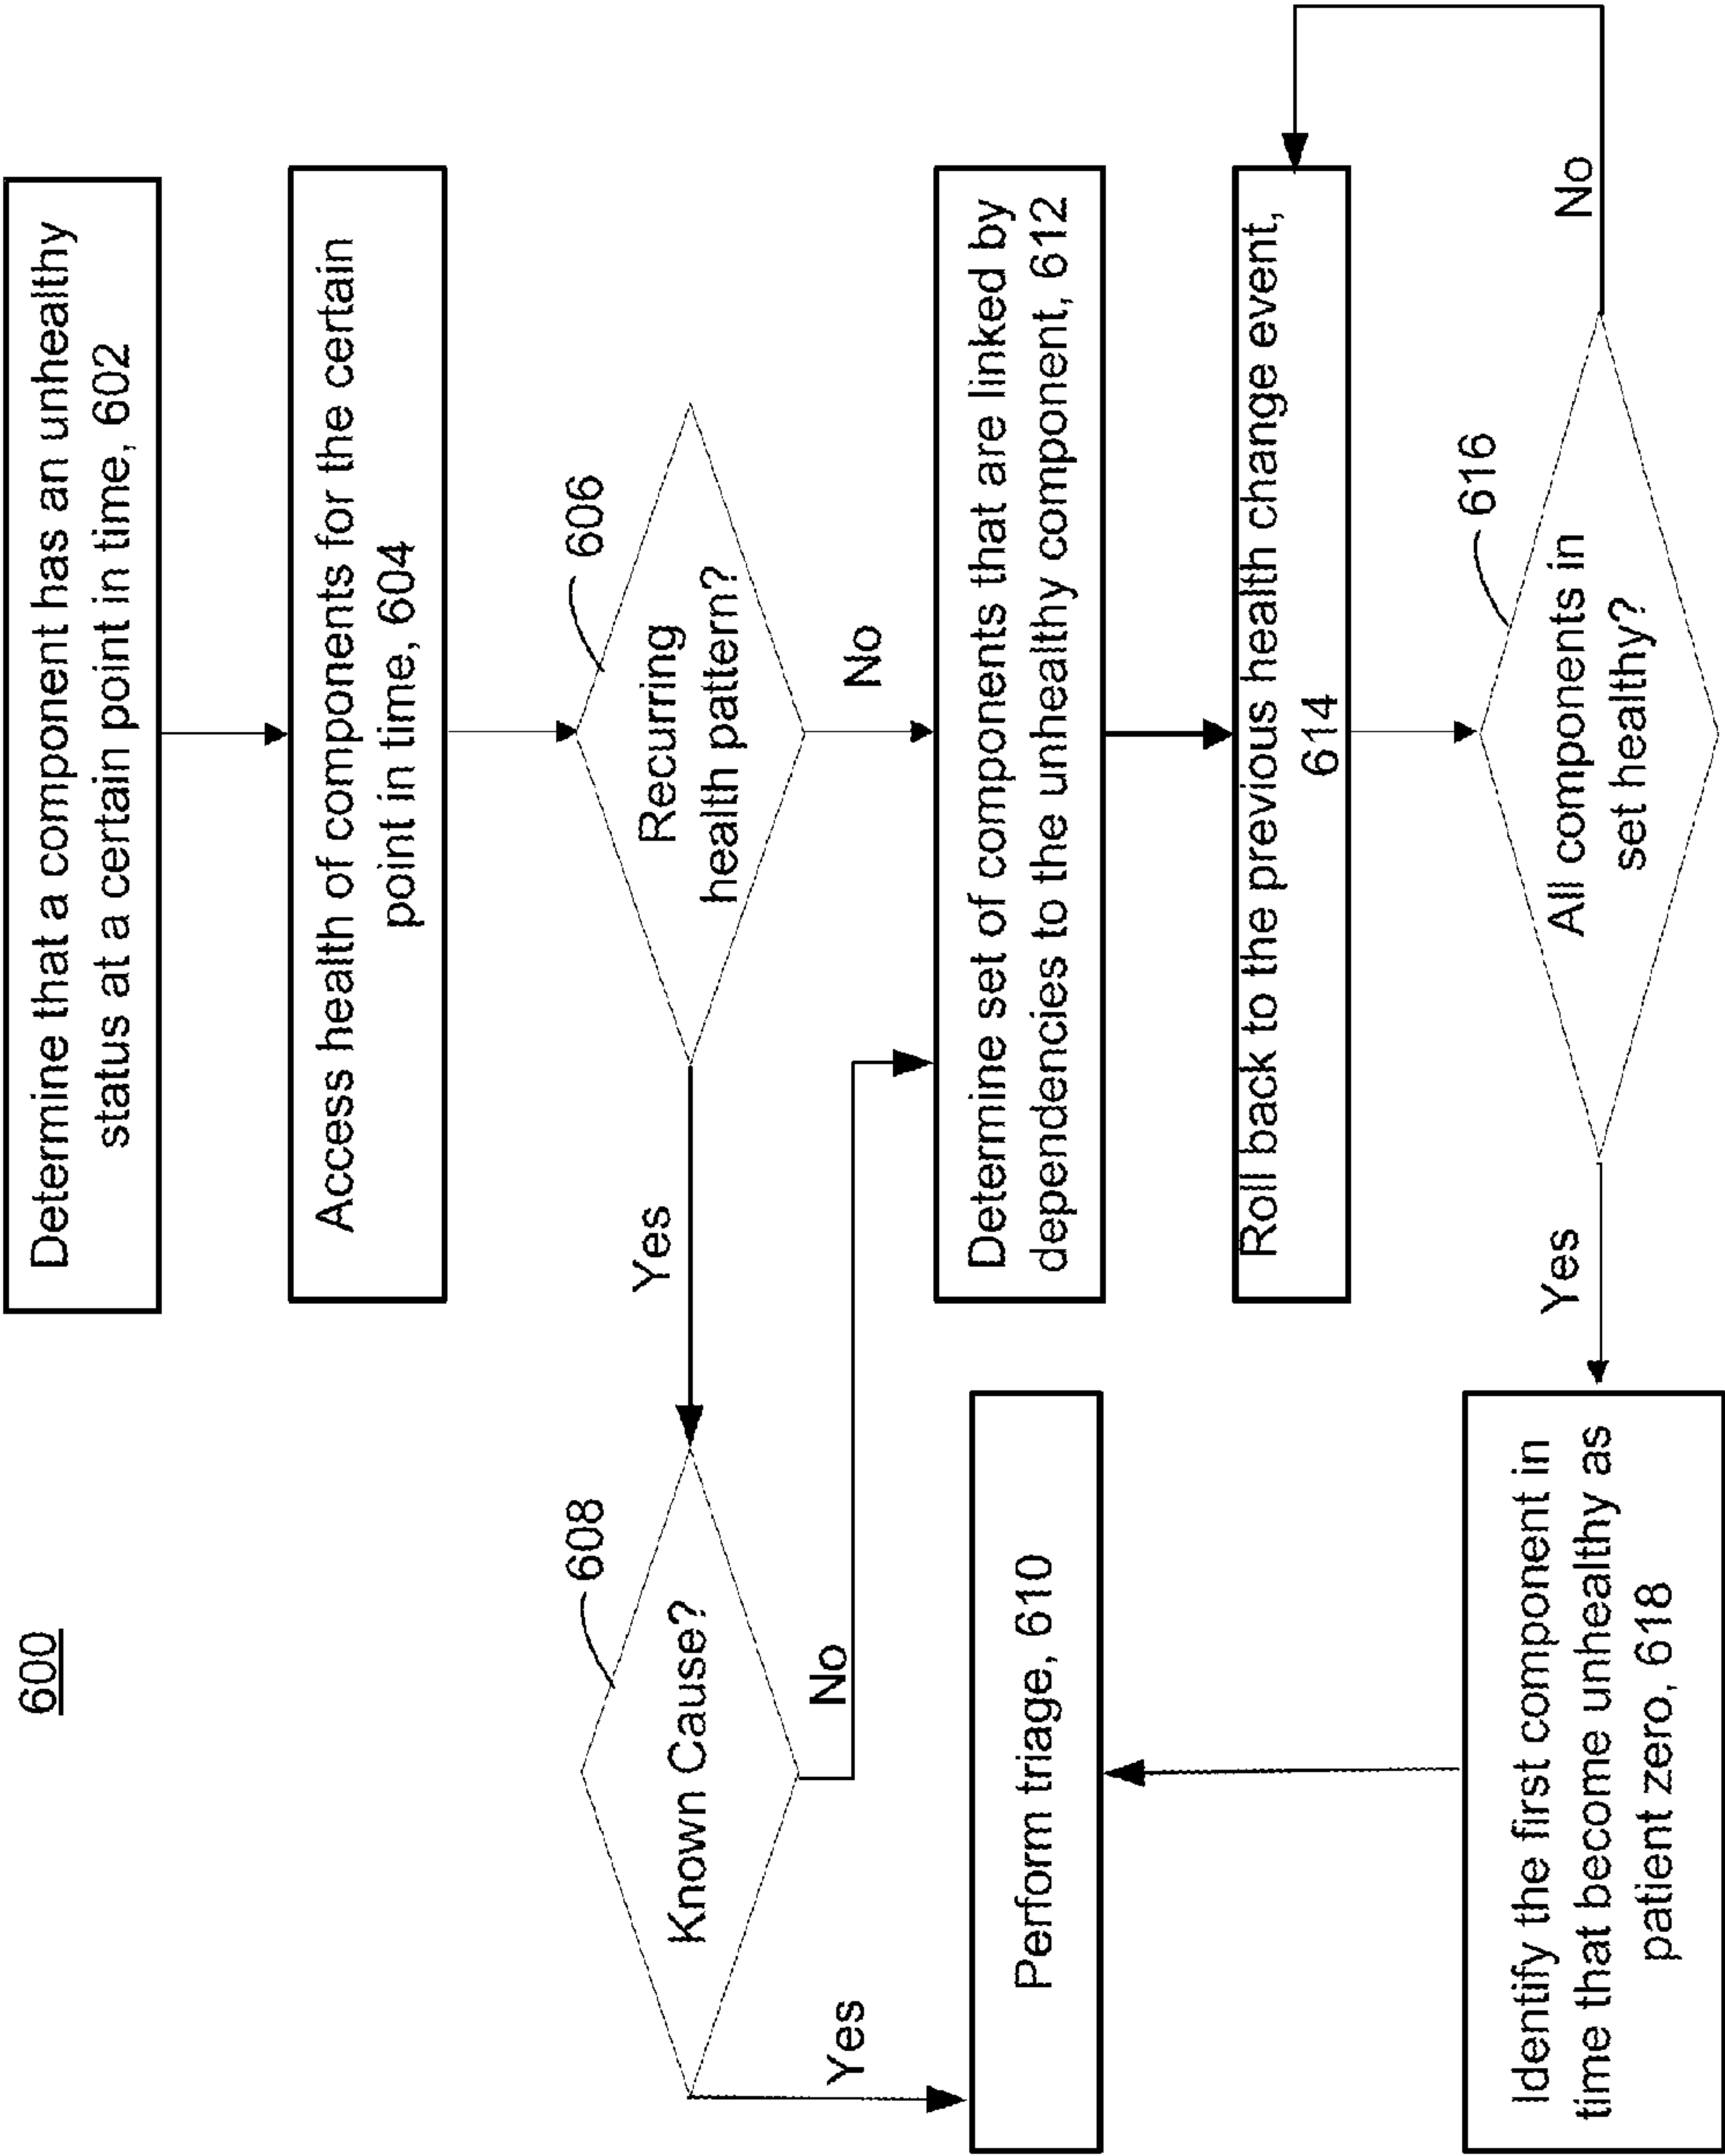 600
Determine that a component has an unhealthy
status at a certain point in time, 602
Access health of components for the certain
point in time, 604
606
Recurring
health pattern?
Yes
No
608
Known Cause?
Yes
No
Perform triage, 610
Determine set of components that are linked by
dependencies to the unhealthy component, 612
Roll back to the previous health change event,
614
616
All components in
set healthy?
Yes
No
Identify the first component in
time that become unhealthy as
patient zero, 618